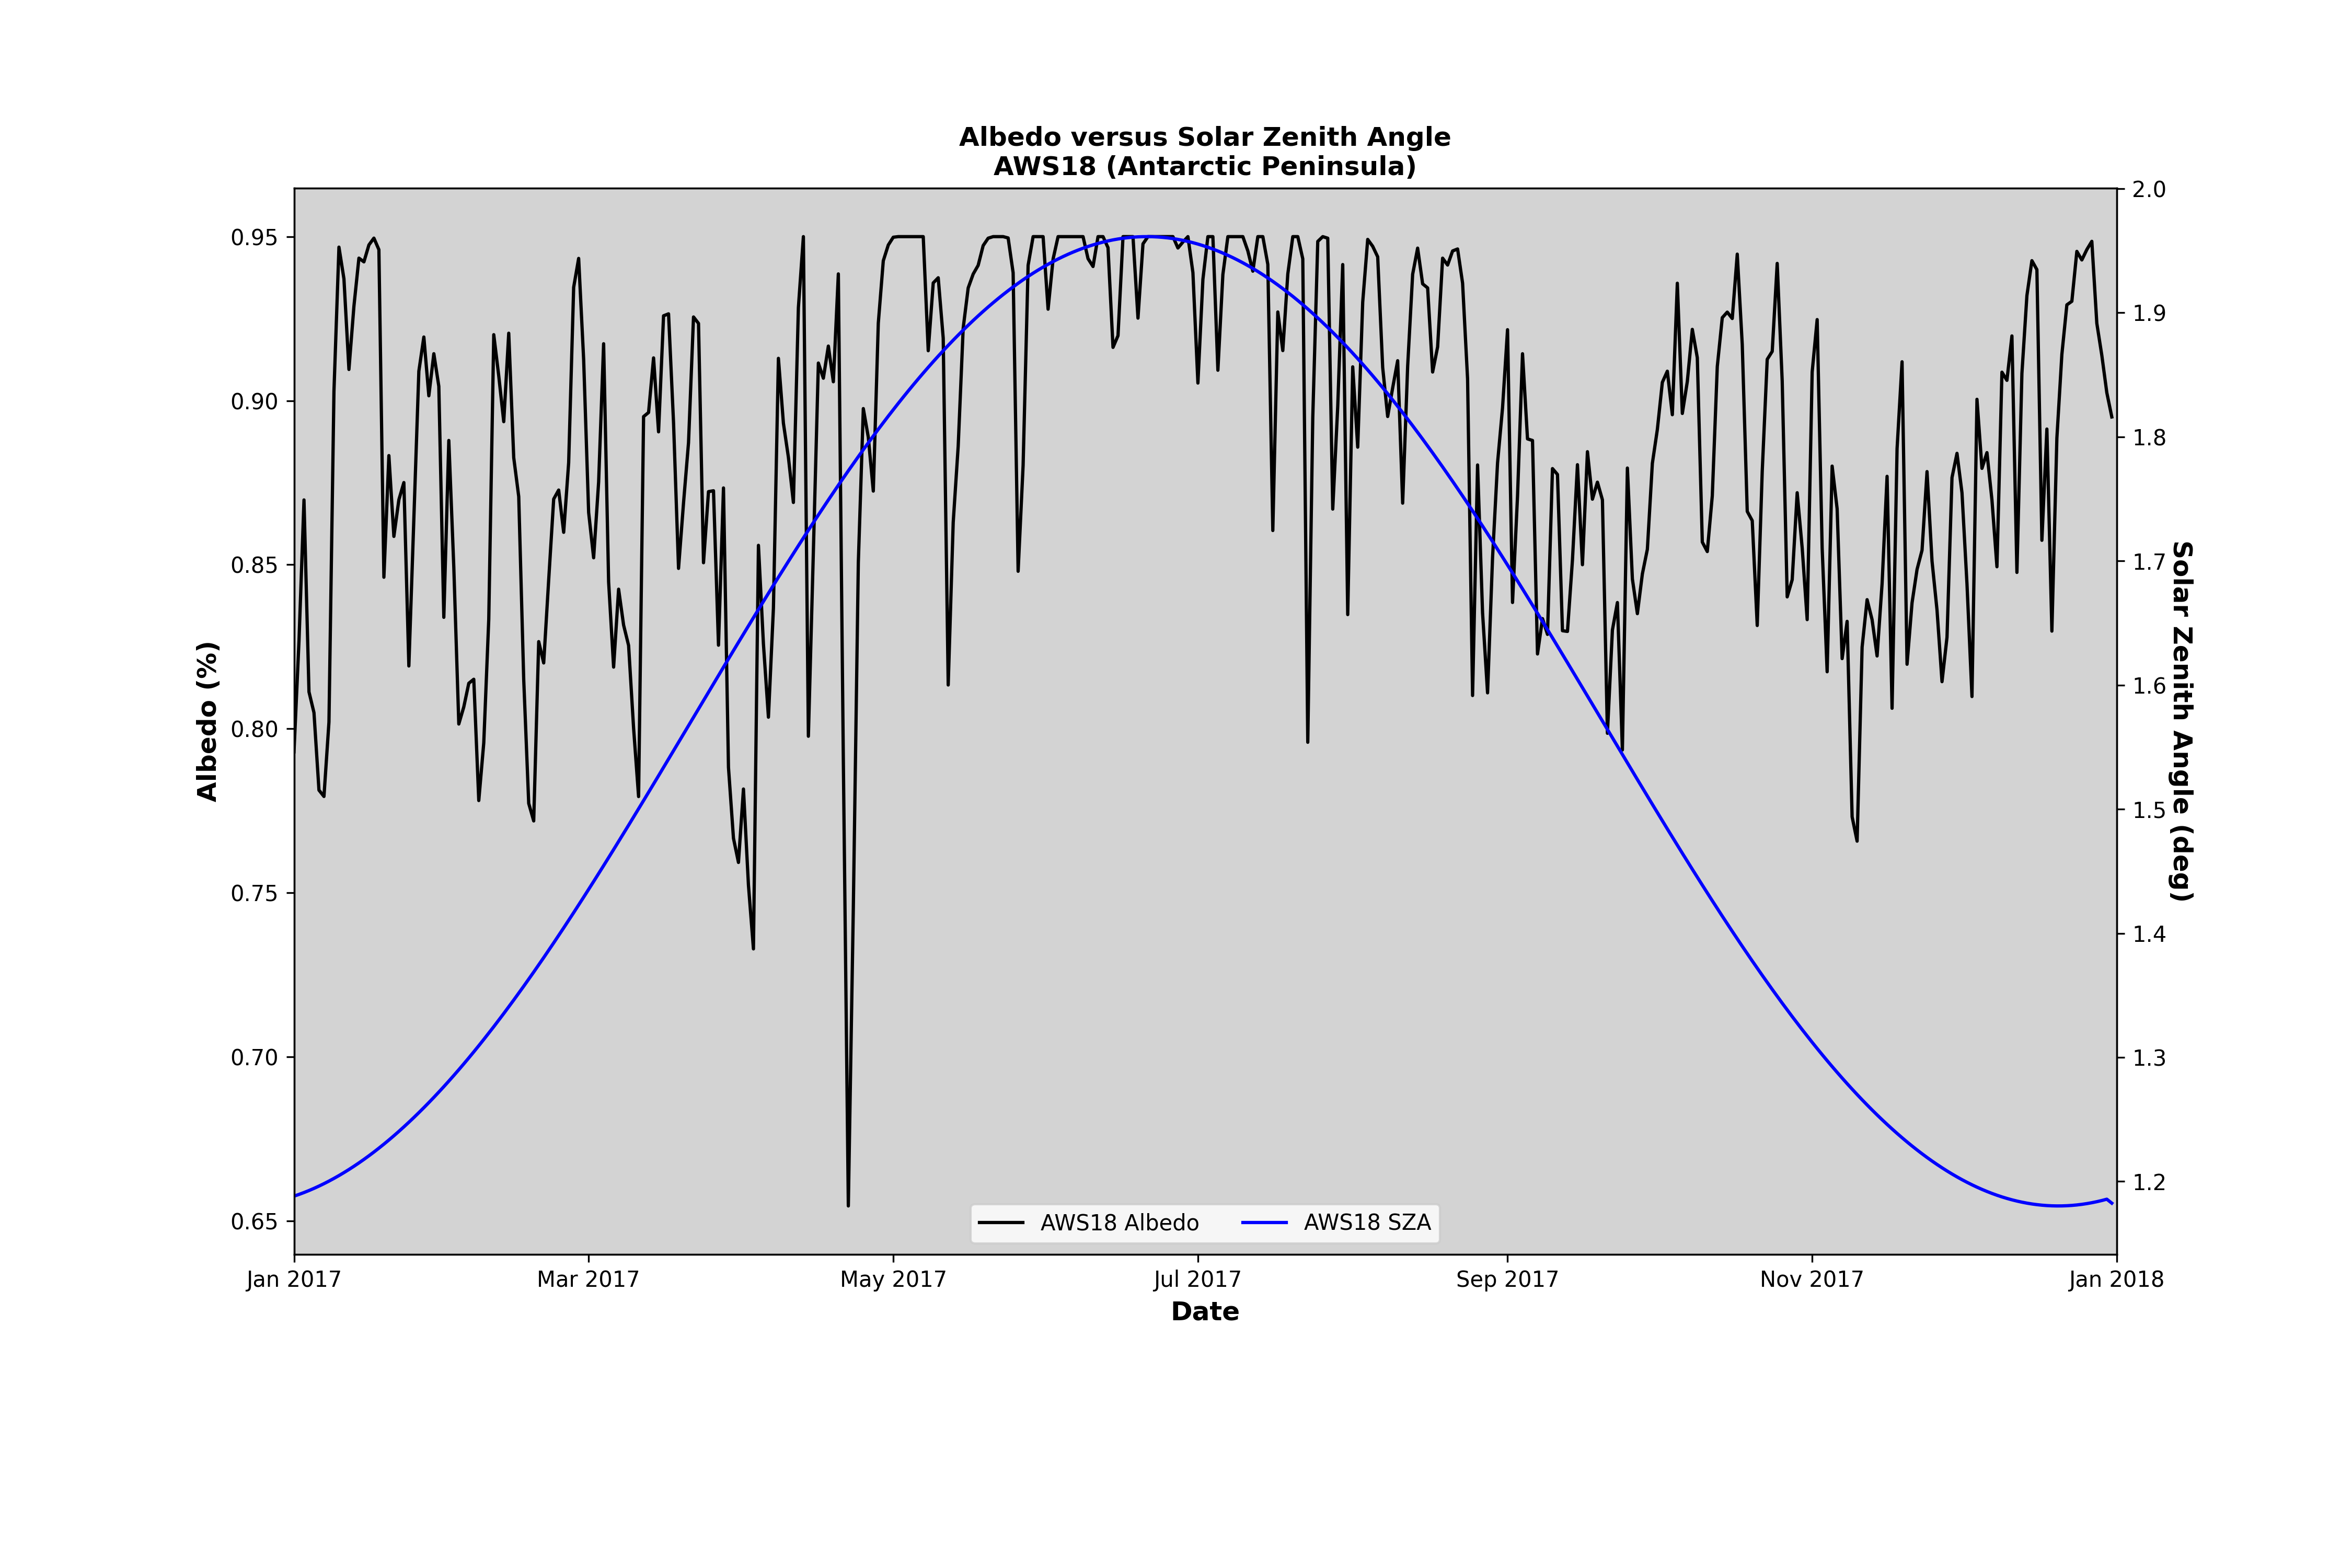 Albedo versus Solar Zenith Angle
AWS18 (Antarctic Peninsula)
Albedo (%)
0.95
0.90
0.85
0.80
0.75
0.70
0.65
2.0
1.9
1.8
1.7
1.6
1.5
1.4
1.3
1.2
Solar Zenith Angle (deg)
AWS18 Albedo
AWS18 SZA
Jan 2017
Mar 2017
May 2017
Jul 2017
Sep 2017
Nov 2017
Jan 2018
Date